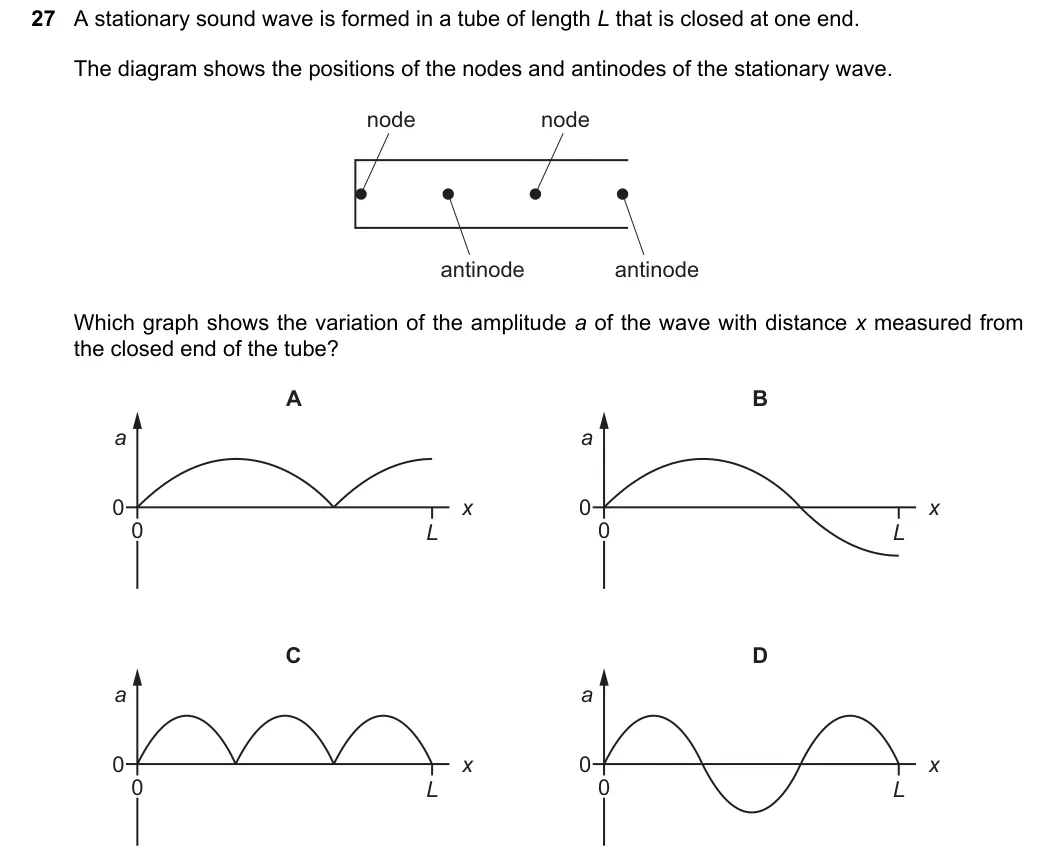 27 A stationary sound wave is formed in a tube of length L that is closed at one end.
The diagram shows the positions of the nodes and antinodes of the stationary wave.
node node
antinode antinode
Which graph shows the variation of the amplitude a of the wave with distance x measured from
the closed end of the tube?
A B
a a
0 x 0 x
0 L 0 L
C D
a a
0 x 0 x
0 L 0 L